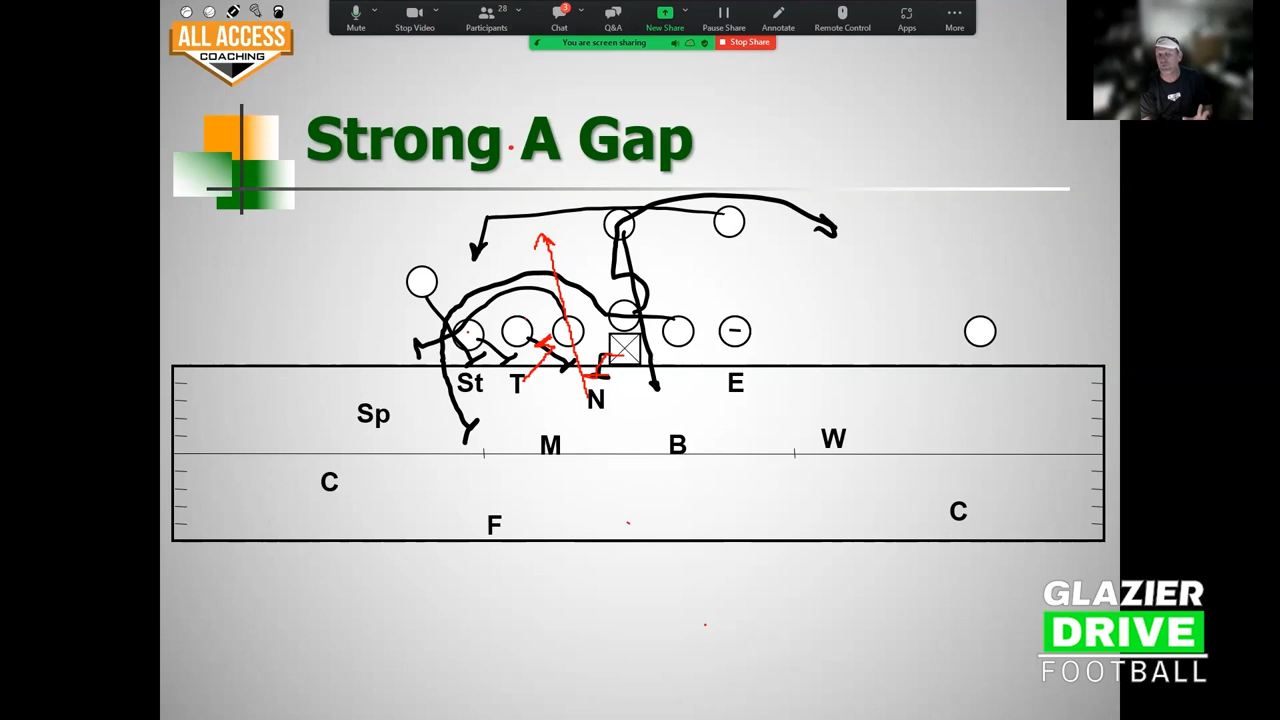 ALL ACCESS
COACHING
Mute
Stop Video
Participants
28
Chat
3
Q&A
New Share
Pause Share
Annotate
Remote Control
Apps
More
You are screen sharing
Stop Share
Strong A Gap
St T N E
Sp
M B W
C C
F
GLAZIER
DRIVE
FOOTBALL